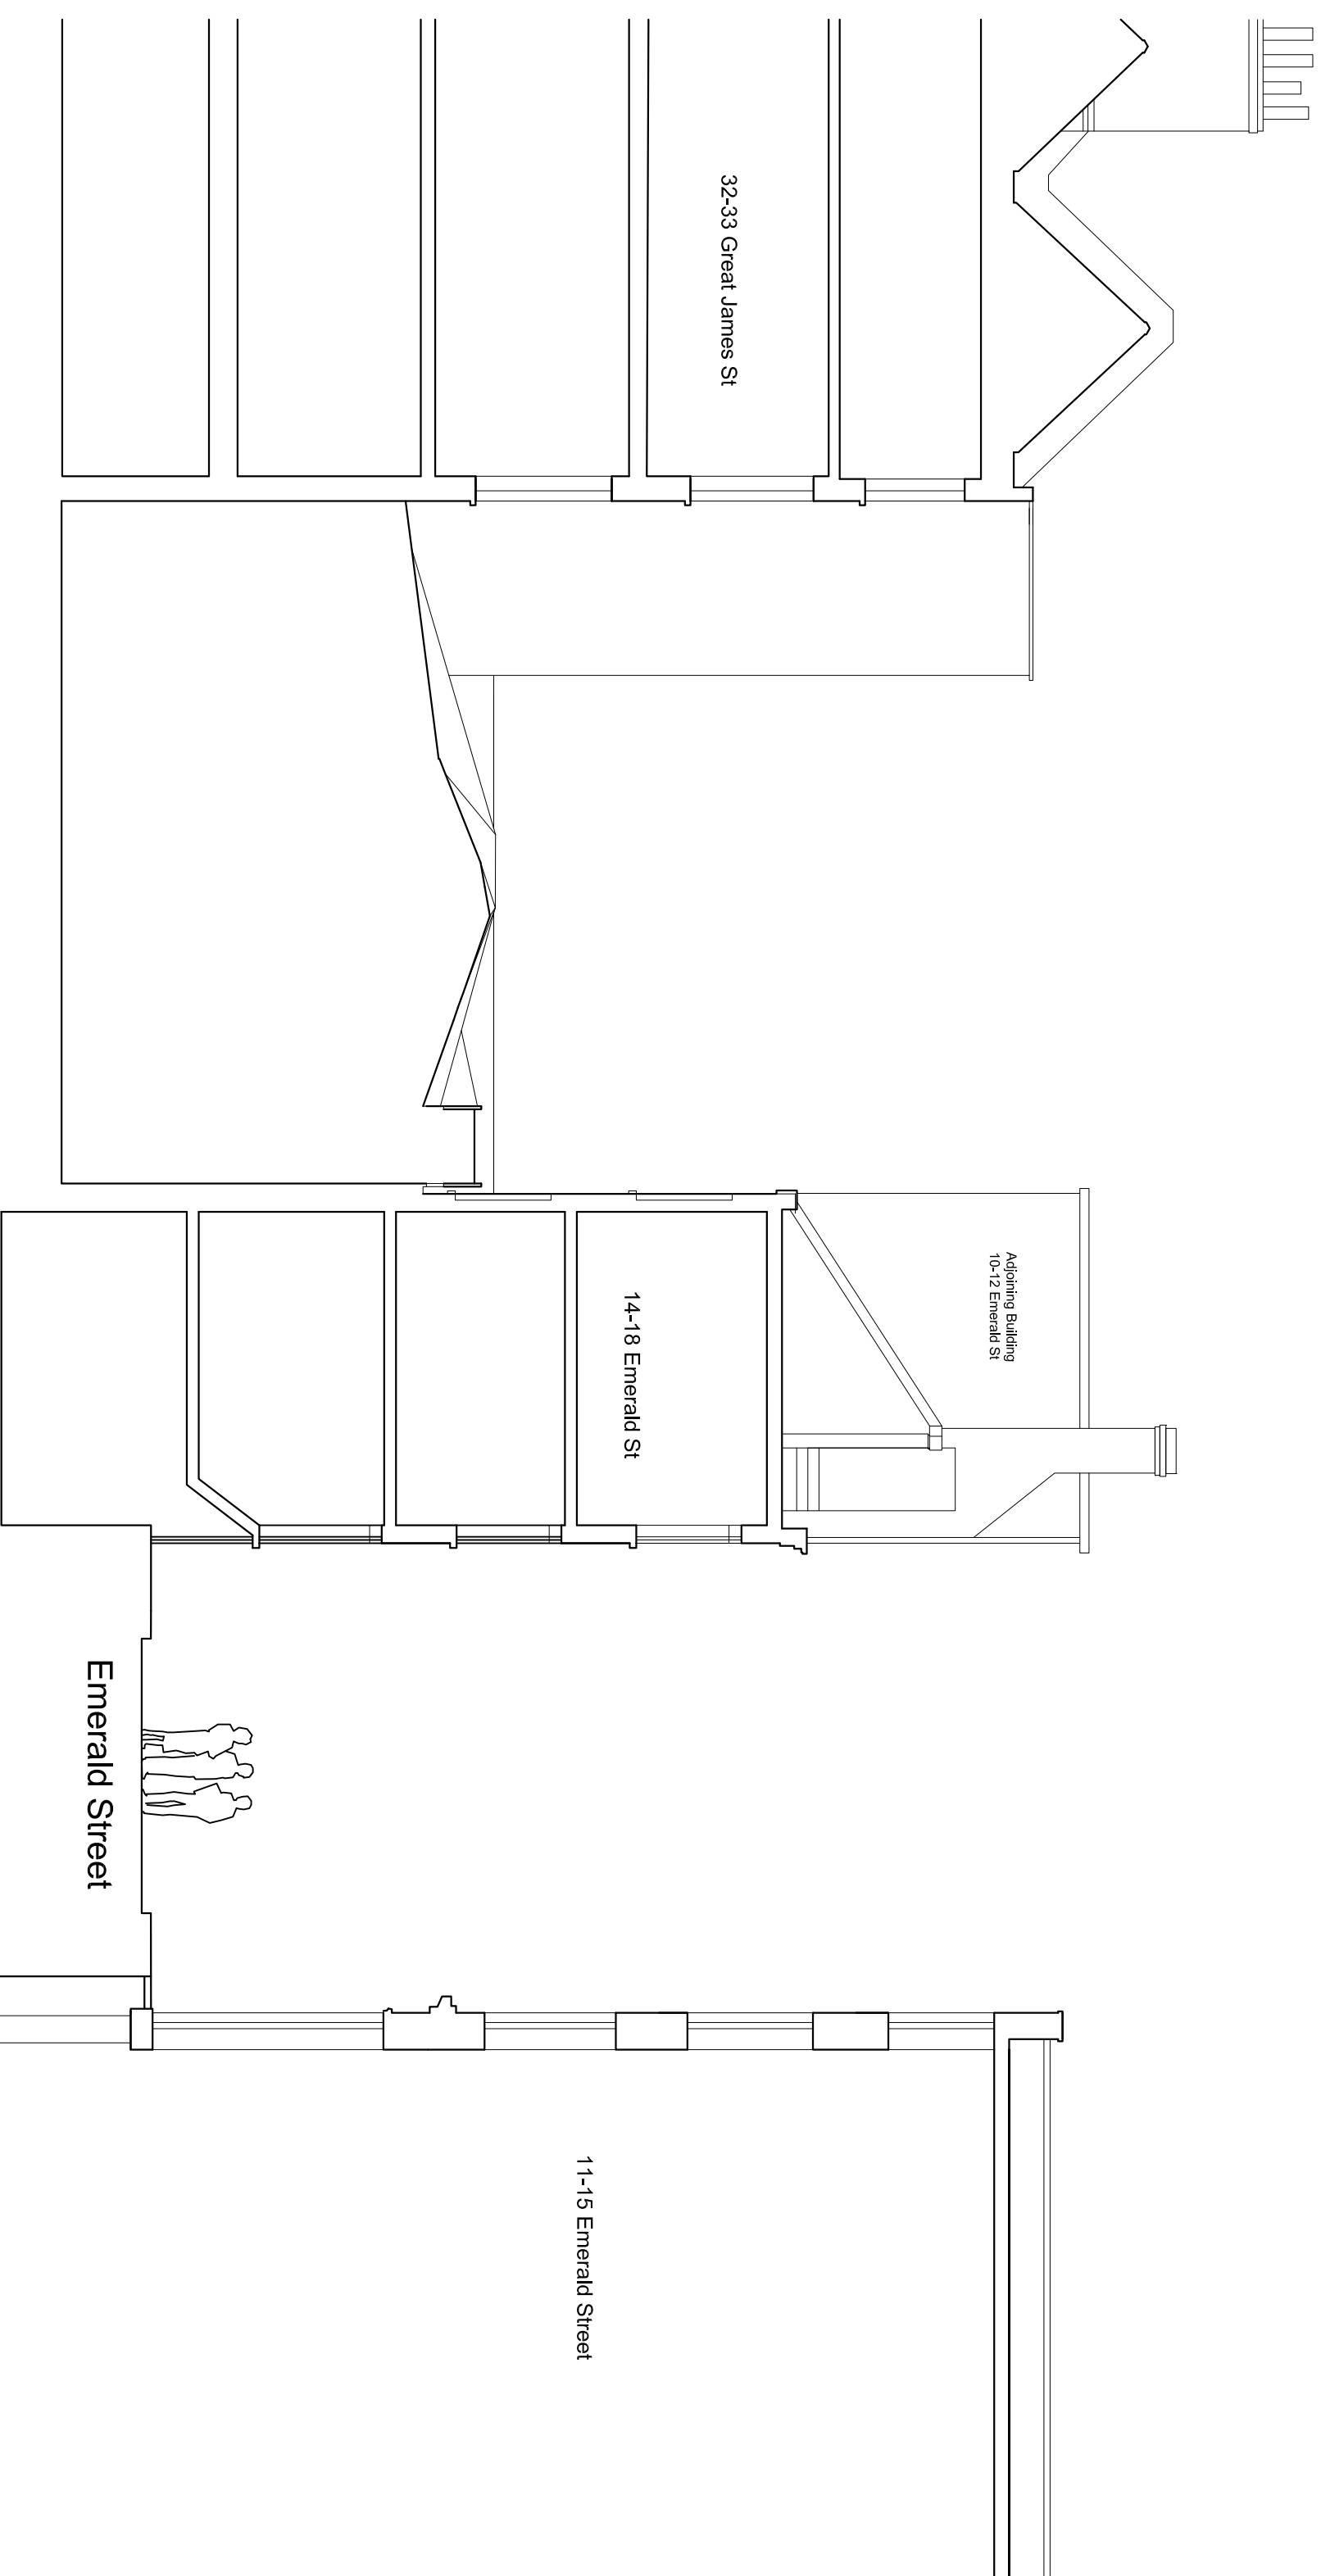 32-33 Great James St
Adjoining Building
10-12 Emerald St
14-18 Emerald St
Emerald Street
11-15 Emerald Street